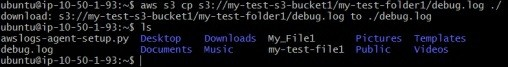 ubuntu@ip-10-50-1-93:~$ aws s3 cp s3://my-test-s3-bucket1/my-test-folder1/debug.log ./
download: s3://my-test-s3-bucket1/my-test-folder1/debug.log to ./debug.log
ubuntu@ip-10-50-1-93:~$ ls
awslogs-agent-setup.py Desktop Downloads My_File1 Pictures Templates
debug.log Documents Music my-test-file1 Public Videos
ubuntu@ip-10-50-1-93:~$